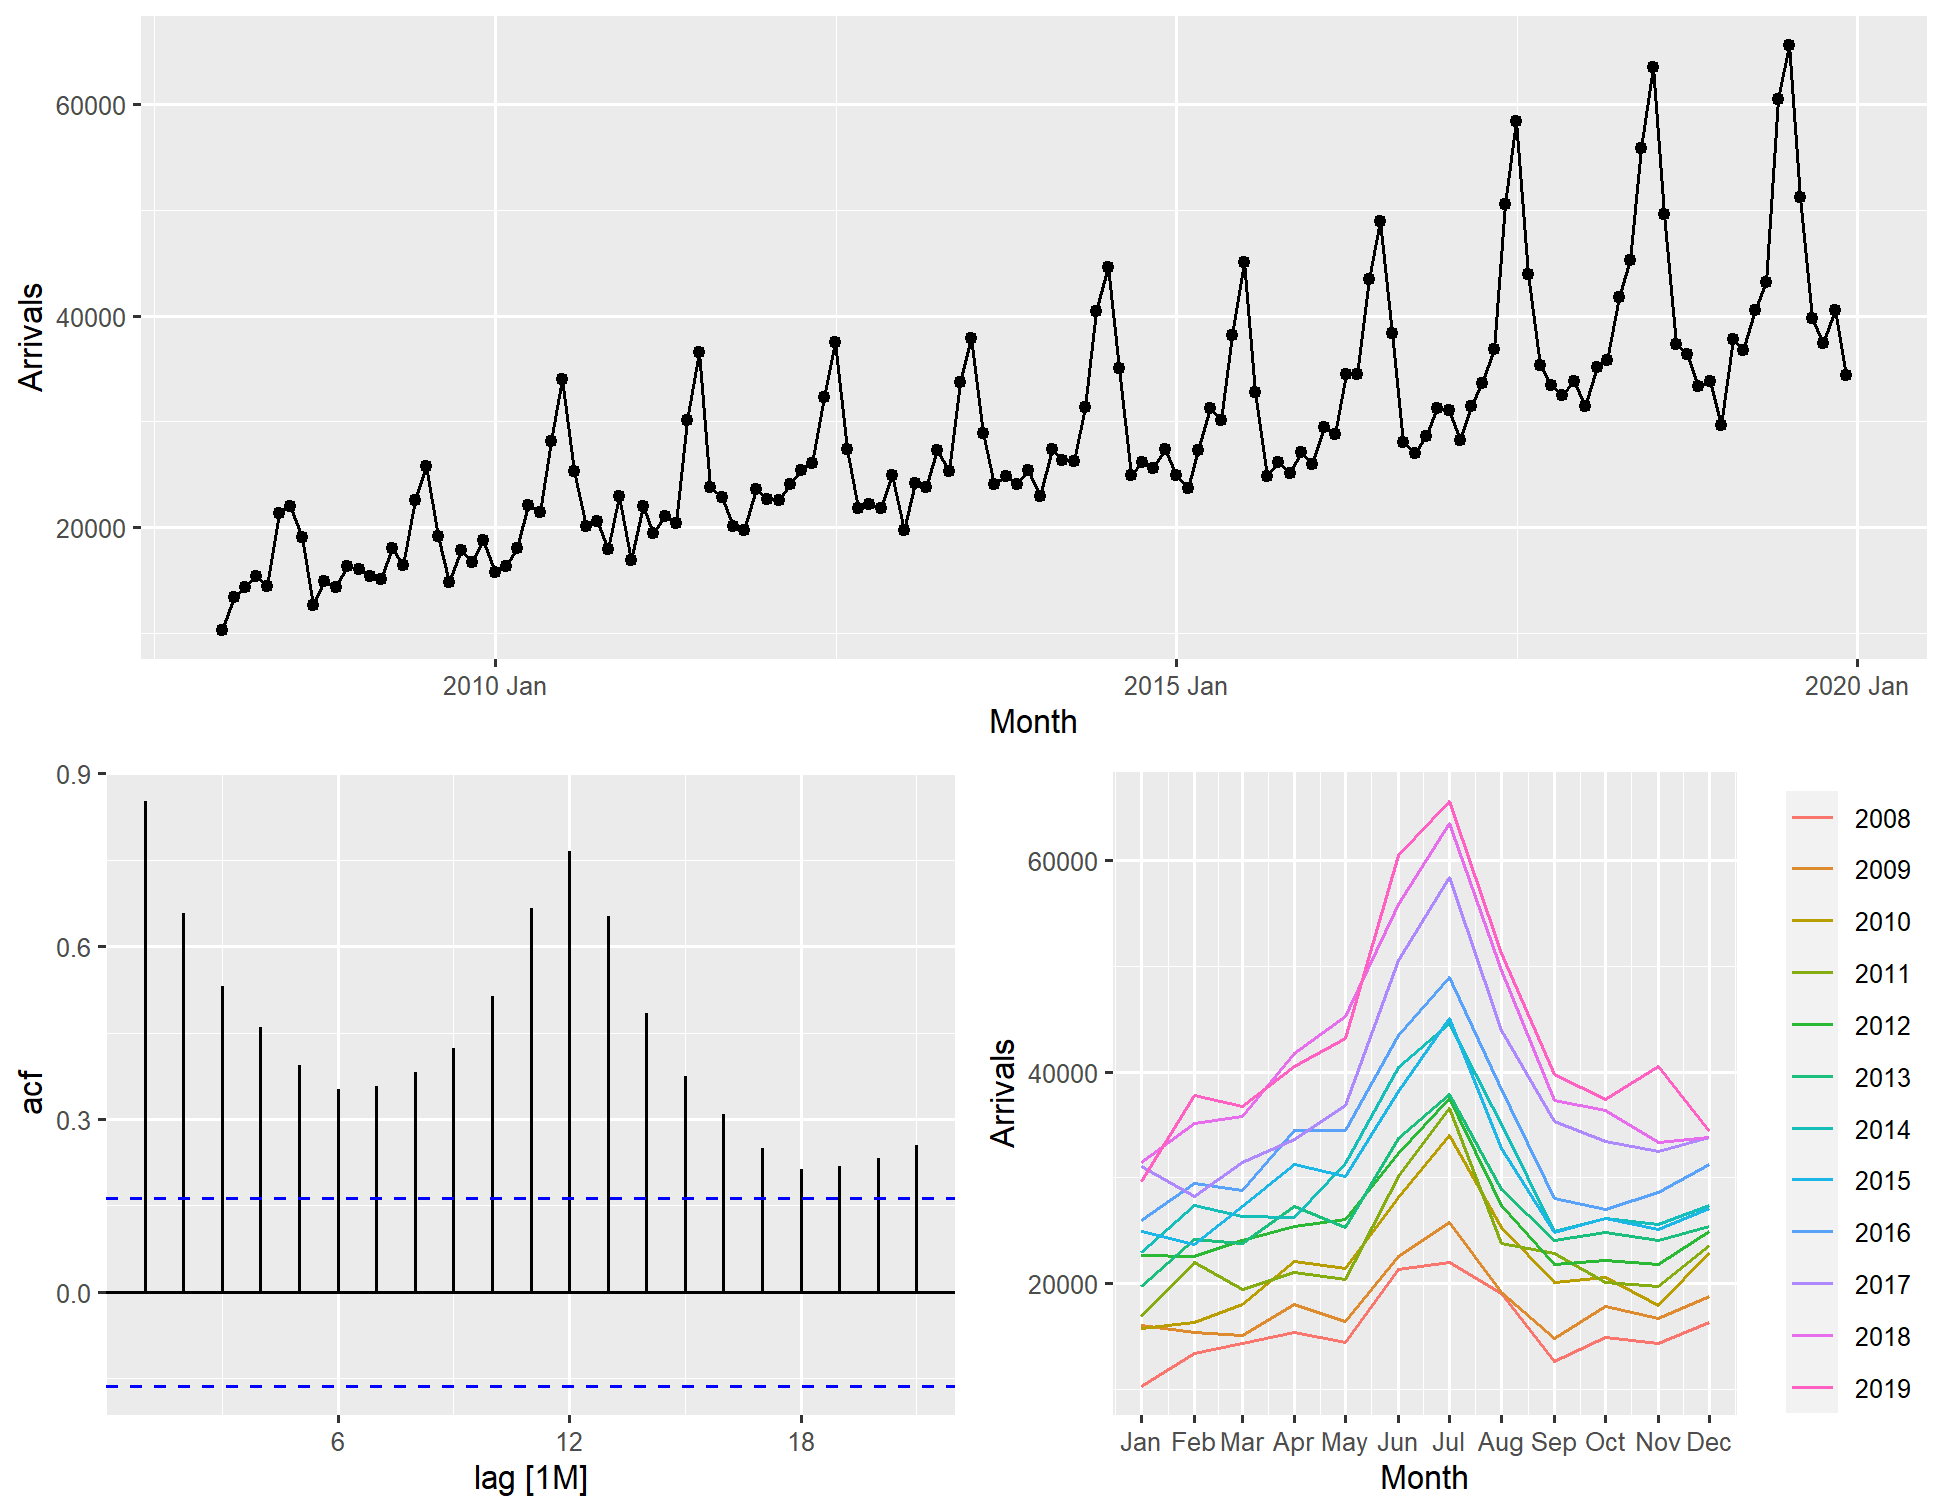 60000
40000
20000
Arrivals
2010 Jan
2015 Jan
2020 Jan
Month
0.9
0.6
0.3
0.0
acf
6
12
18
lag [1M]
60000
40000
20000
Arrivals
Jan Feb Mar Apr May Jun Jul Aug Sep Oct Nov Dec
Month
2008
2009
2010
2011
2012
2013
2014
2015
2016
2017
2018
2019